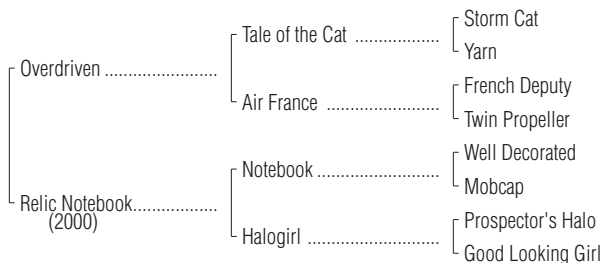 Storm Cat
Tale of the Cat ..................
Yarn
Overdriven ........................
French Deputy
Air France ........................
Twin Propeller
Well Decorated
Notebook ..........................
Mobcap
Relic Notebook..................
(2000)
Prospector's Halo
Halogirl ............................
Good Looking Girl